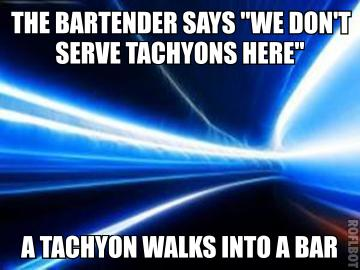 THE BARTENDER SAYS "WE DON'T
SERVE TACHYONS HERE"
A TACHYON WALKS INTO A BAR
ROFLBOT